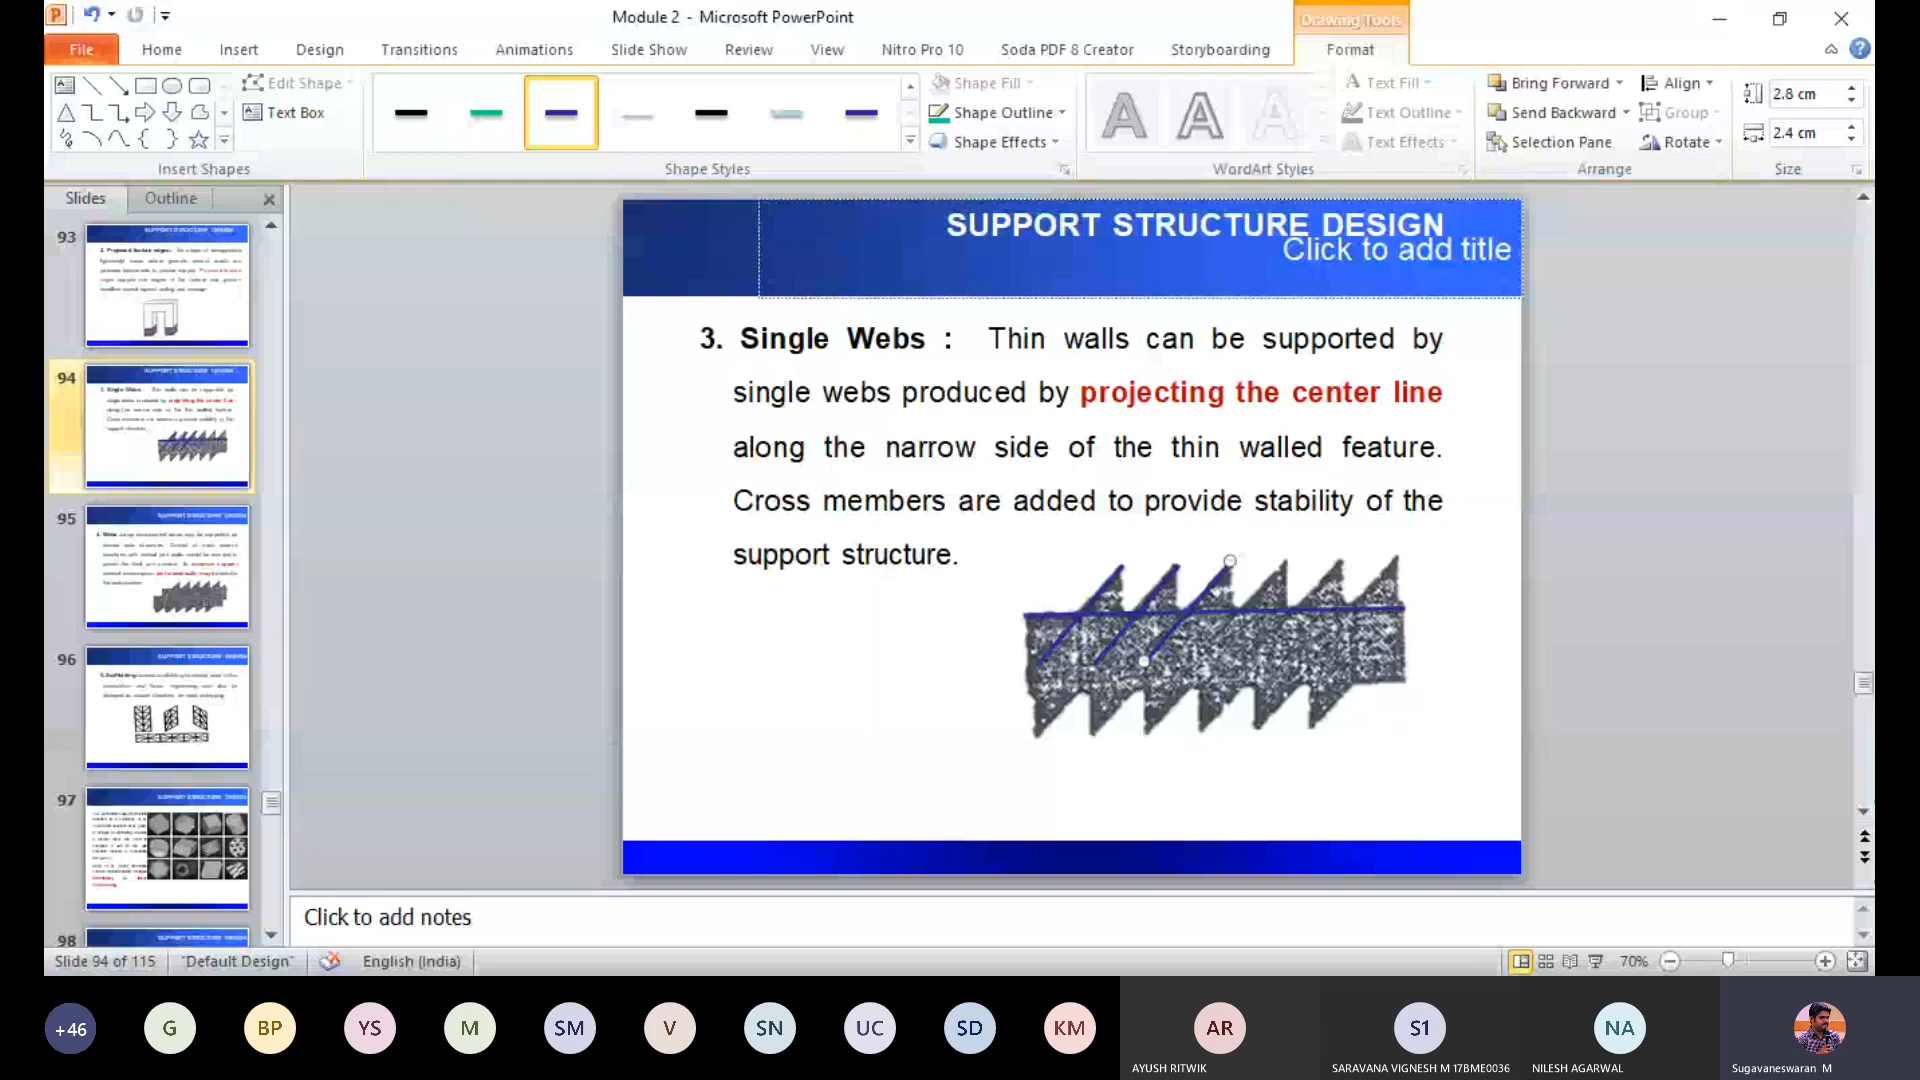 Module 2 - Microsoft PowerPoint
Drawing Tools
File Home Insert Design Transitions Animations Slide Show Review View Nitro Pro 10 Soda PDF 8 Creator Storyboarding Format
Edit Shape
Text Box
Insert Shapes
Shape Fill
Shape Outline
Shape Effects
Shape Styles
Text Fill
Text Outline
Text Effects
WordArt Styles
Bring Forward
Send Backward
Selection Pane
Align
Group
Rotate
Arrange
2.8 cm
2.4 cm
Size
Slides Outline
93
94
95
96
97
98
SUPPORT STRUCTURE DESIGN
Click to add title
3. Single Webs : Thin walls can be supported by
single webs produced by projecting the center line
along the narrow side of the thin walled feature.
Cross members are added to provide stability of the
support structure.
Click to add notes
Slide 94 of 115 "Default Design" English (India) 70%
+46 G BP YS M SM V SN UC SD KM AR S1 NA
AYUSH RITWIK SARAVANA VIGNESH M 17BME0036 NILESH AGARWAL Sugavaneswaran M